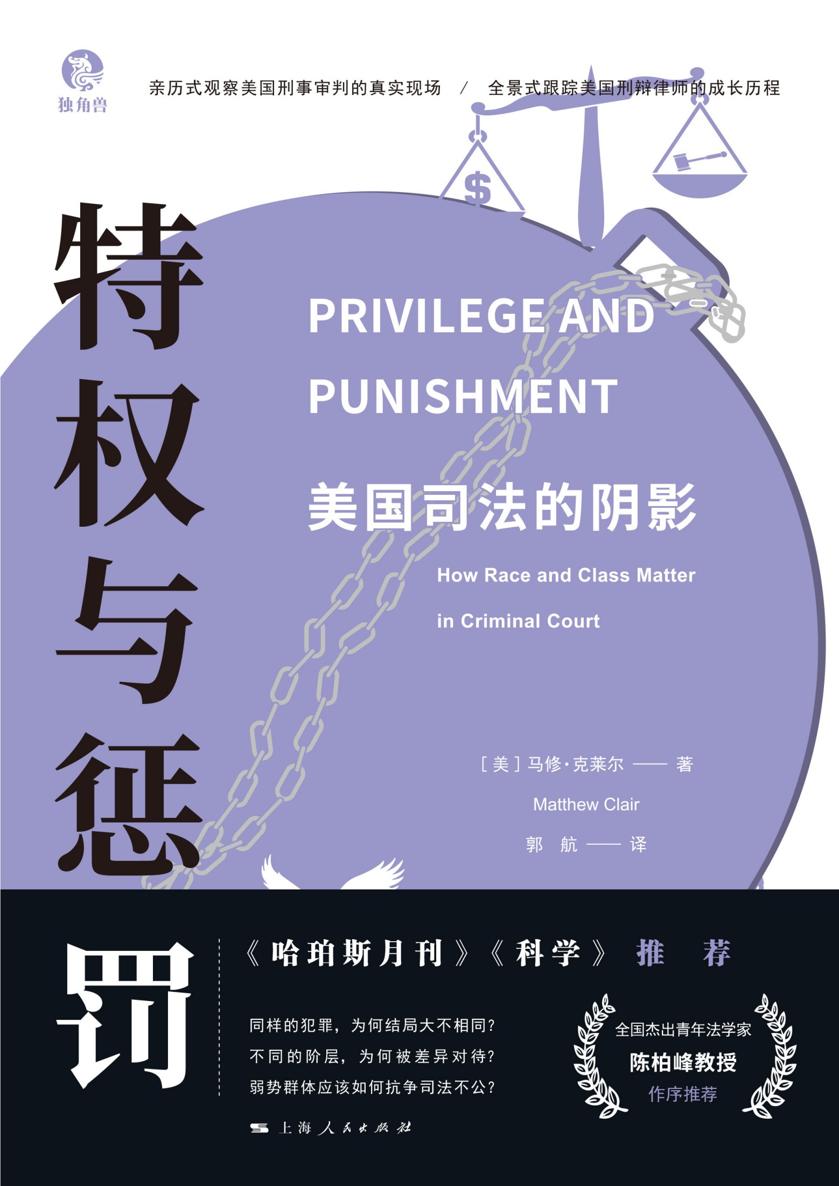 独角兽
亲历式观察美国刑事审判的真实现场 / 全景式跟踪美国刑辩律师的成长历程
$
特权与惩罚
PRIVILEGE AND
PUNISHMENT
美国司法的阴影
How Race and Class Matter
in Criminal Court
[美]马修·克莱尔 —— 著
Matthew Clair
郭 航 —— 译
《哈珀斯月刊》《科学》 推 荐
同样的犯罪，为何结局大不相同？
不同的阶层，为何被差异对待？
弱势群体应该如何抗争司法不公？
全国杰出青年法学家
陈柏峰教授
作序推荐
上海人民出版社